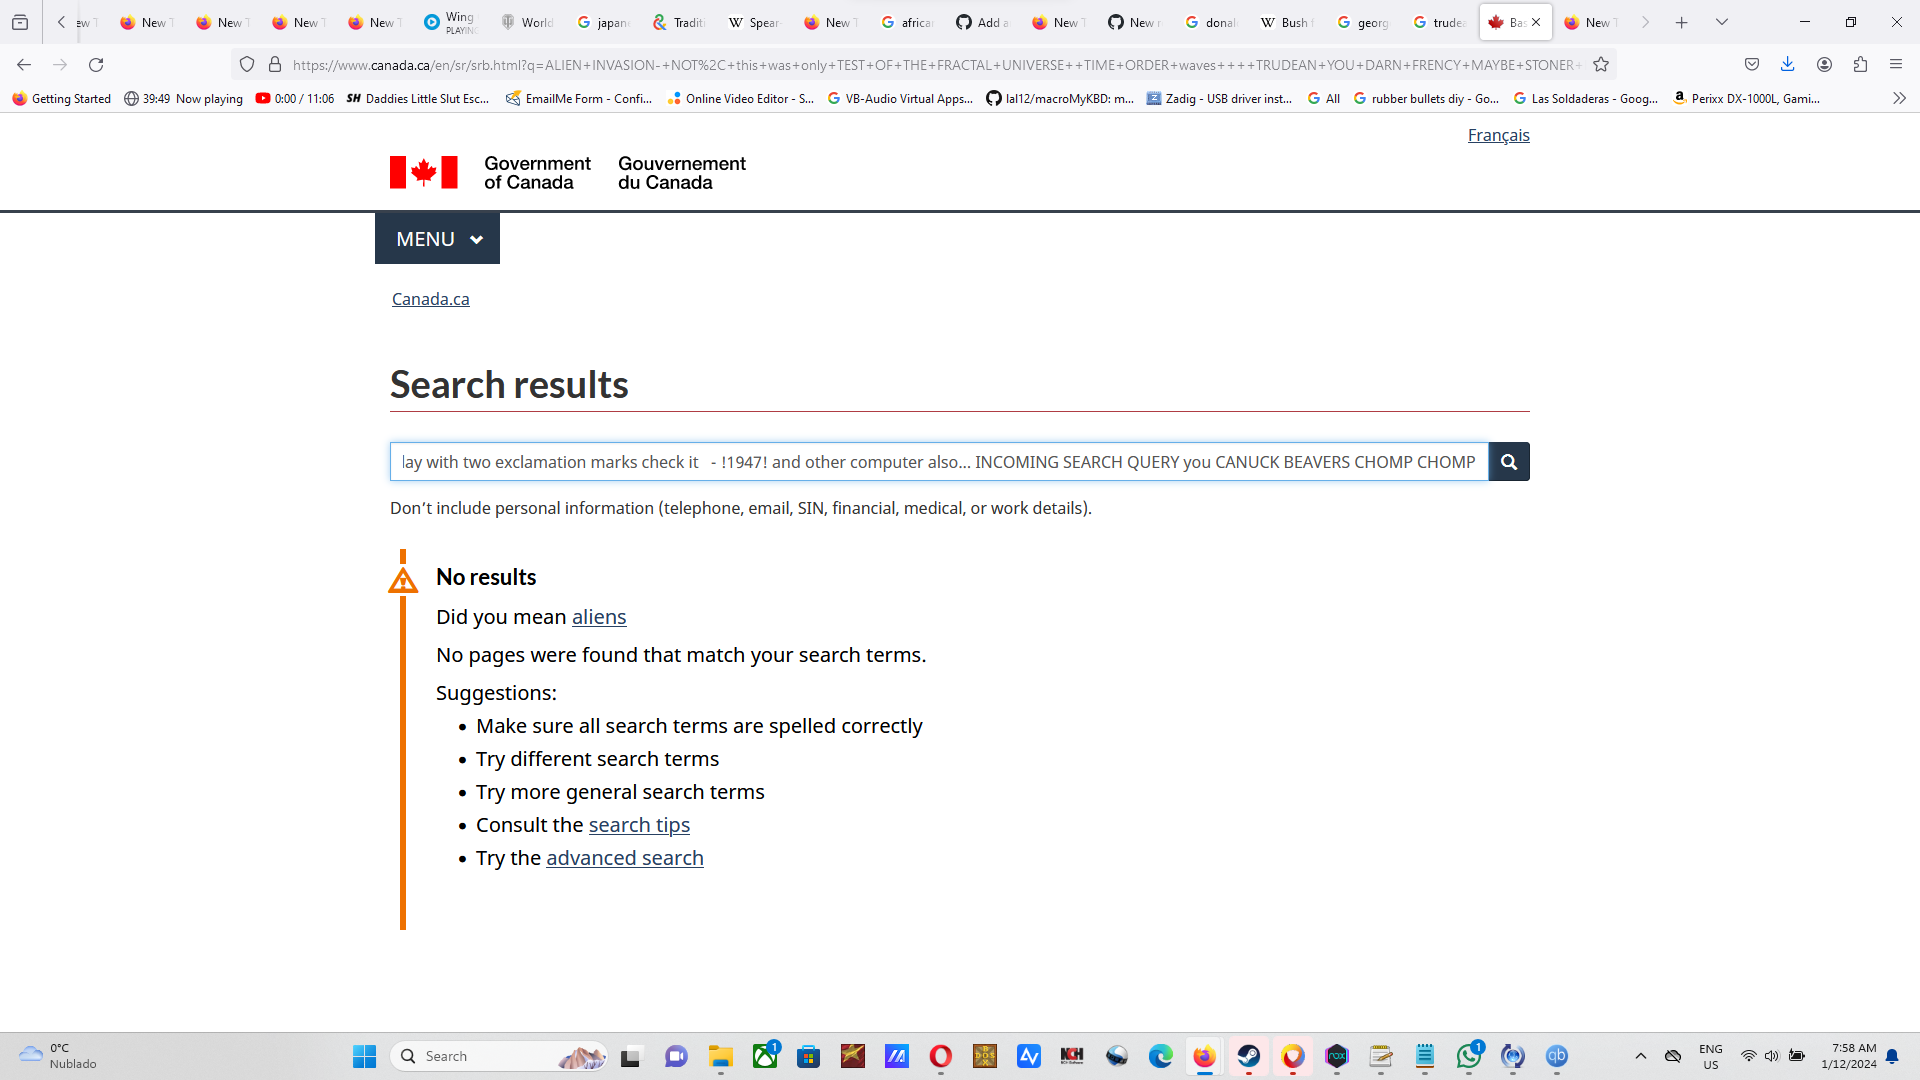 New T
New T
New T
New T
Wing
PLAYING
World
japan
Traditi
Spear-
New T
africa
Add a
New T
New r
donal
Bush
georg
trudea
Bas
New T
https://www.canada.ca/en/sr/srb.html?q=ALIEN+INVASION-+NOT%2C+this+was+only+TEST+OF+THE+FRACTAL+UNIVERSE++TIME+ORDER+waves++++TRUDEAN+YOU+DARN+FRENCY+MAYBE+STONER+
Getting Started
39:49 Now playing
0:00 / 11:06
SH Daddies Little Slut Esc...
EmailMe Form - Confi...
Online Video Editor - S...
VB-Audio Virtual Apps...
lal12/macroMyKBD: m...
Zadig - USB driver inst...
All
rubber bullets diy - Go...
Las Soldaderas - Goog...
Perixx DX-1000L, Gami...
Français
Government of Canada
Gouvernement du Canada
MENU
Canada.ca
Search results
lay with two exclamation marks check it - !1947! and other computer also... INCOMING SEARCH QUERY you CANUCK BEAVERS CHOMP CHOMP
Don’t include personal information (telephone, email, SIN, financial, medical, or work details).
No results
Did you mean aliens
No pages were found that match your search terms.
Suggestions:
• Make sure all search terms are spelled correctly
• Try different search terms
• Try more general search terms
• Consult the search tips
• Try the advanced search
0°C
Nublado
Search
1
NCH
nox
1
qb
ENG
US
7:58 AM
1/12/2024